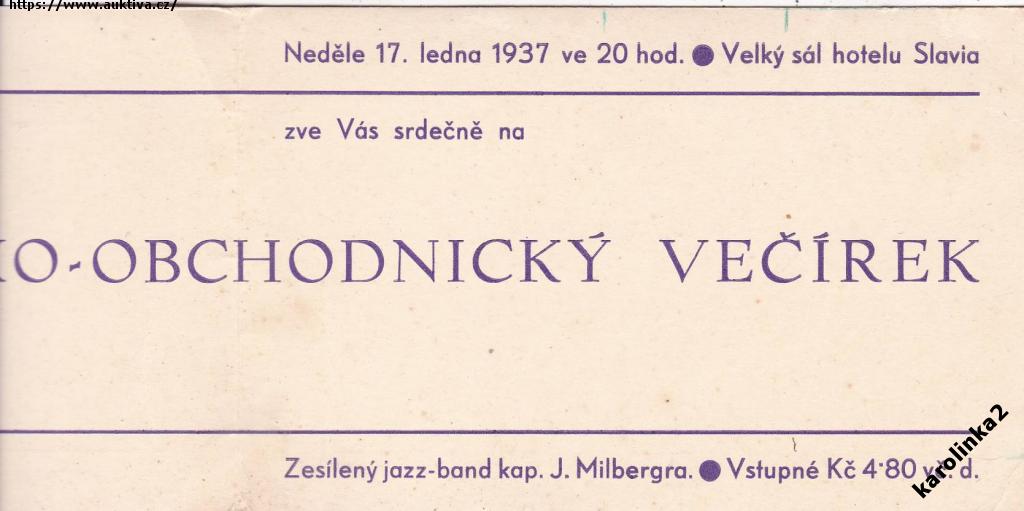 https://www.auktiva.cz/
Neděle 17. ledna 1937 ve 20 hod. ● Velký sál hotelu Slavia
zve Vás srdečně na
O-OBCHODNICKÝ VEČÍREK
Zesílený jazz-band kap. J. Milbergra. ● Vstupné Kč 4·80 d.
karolinka2